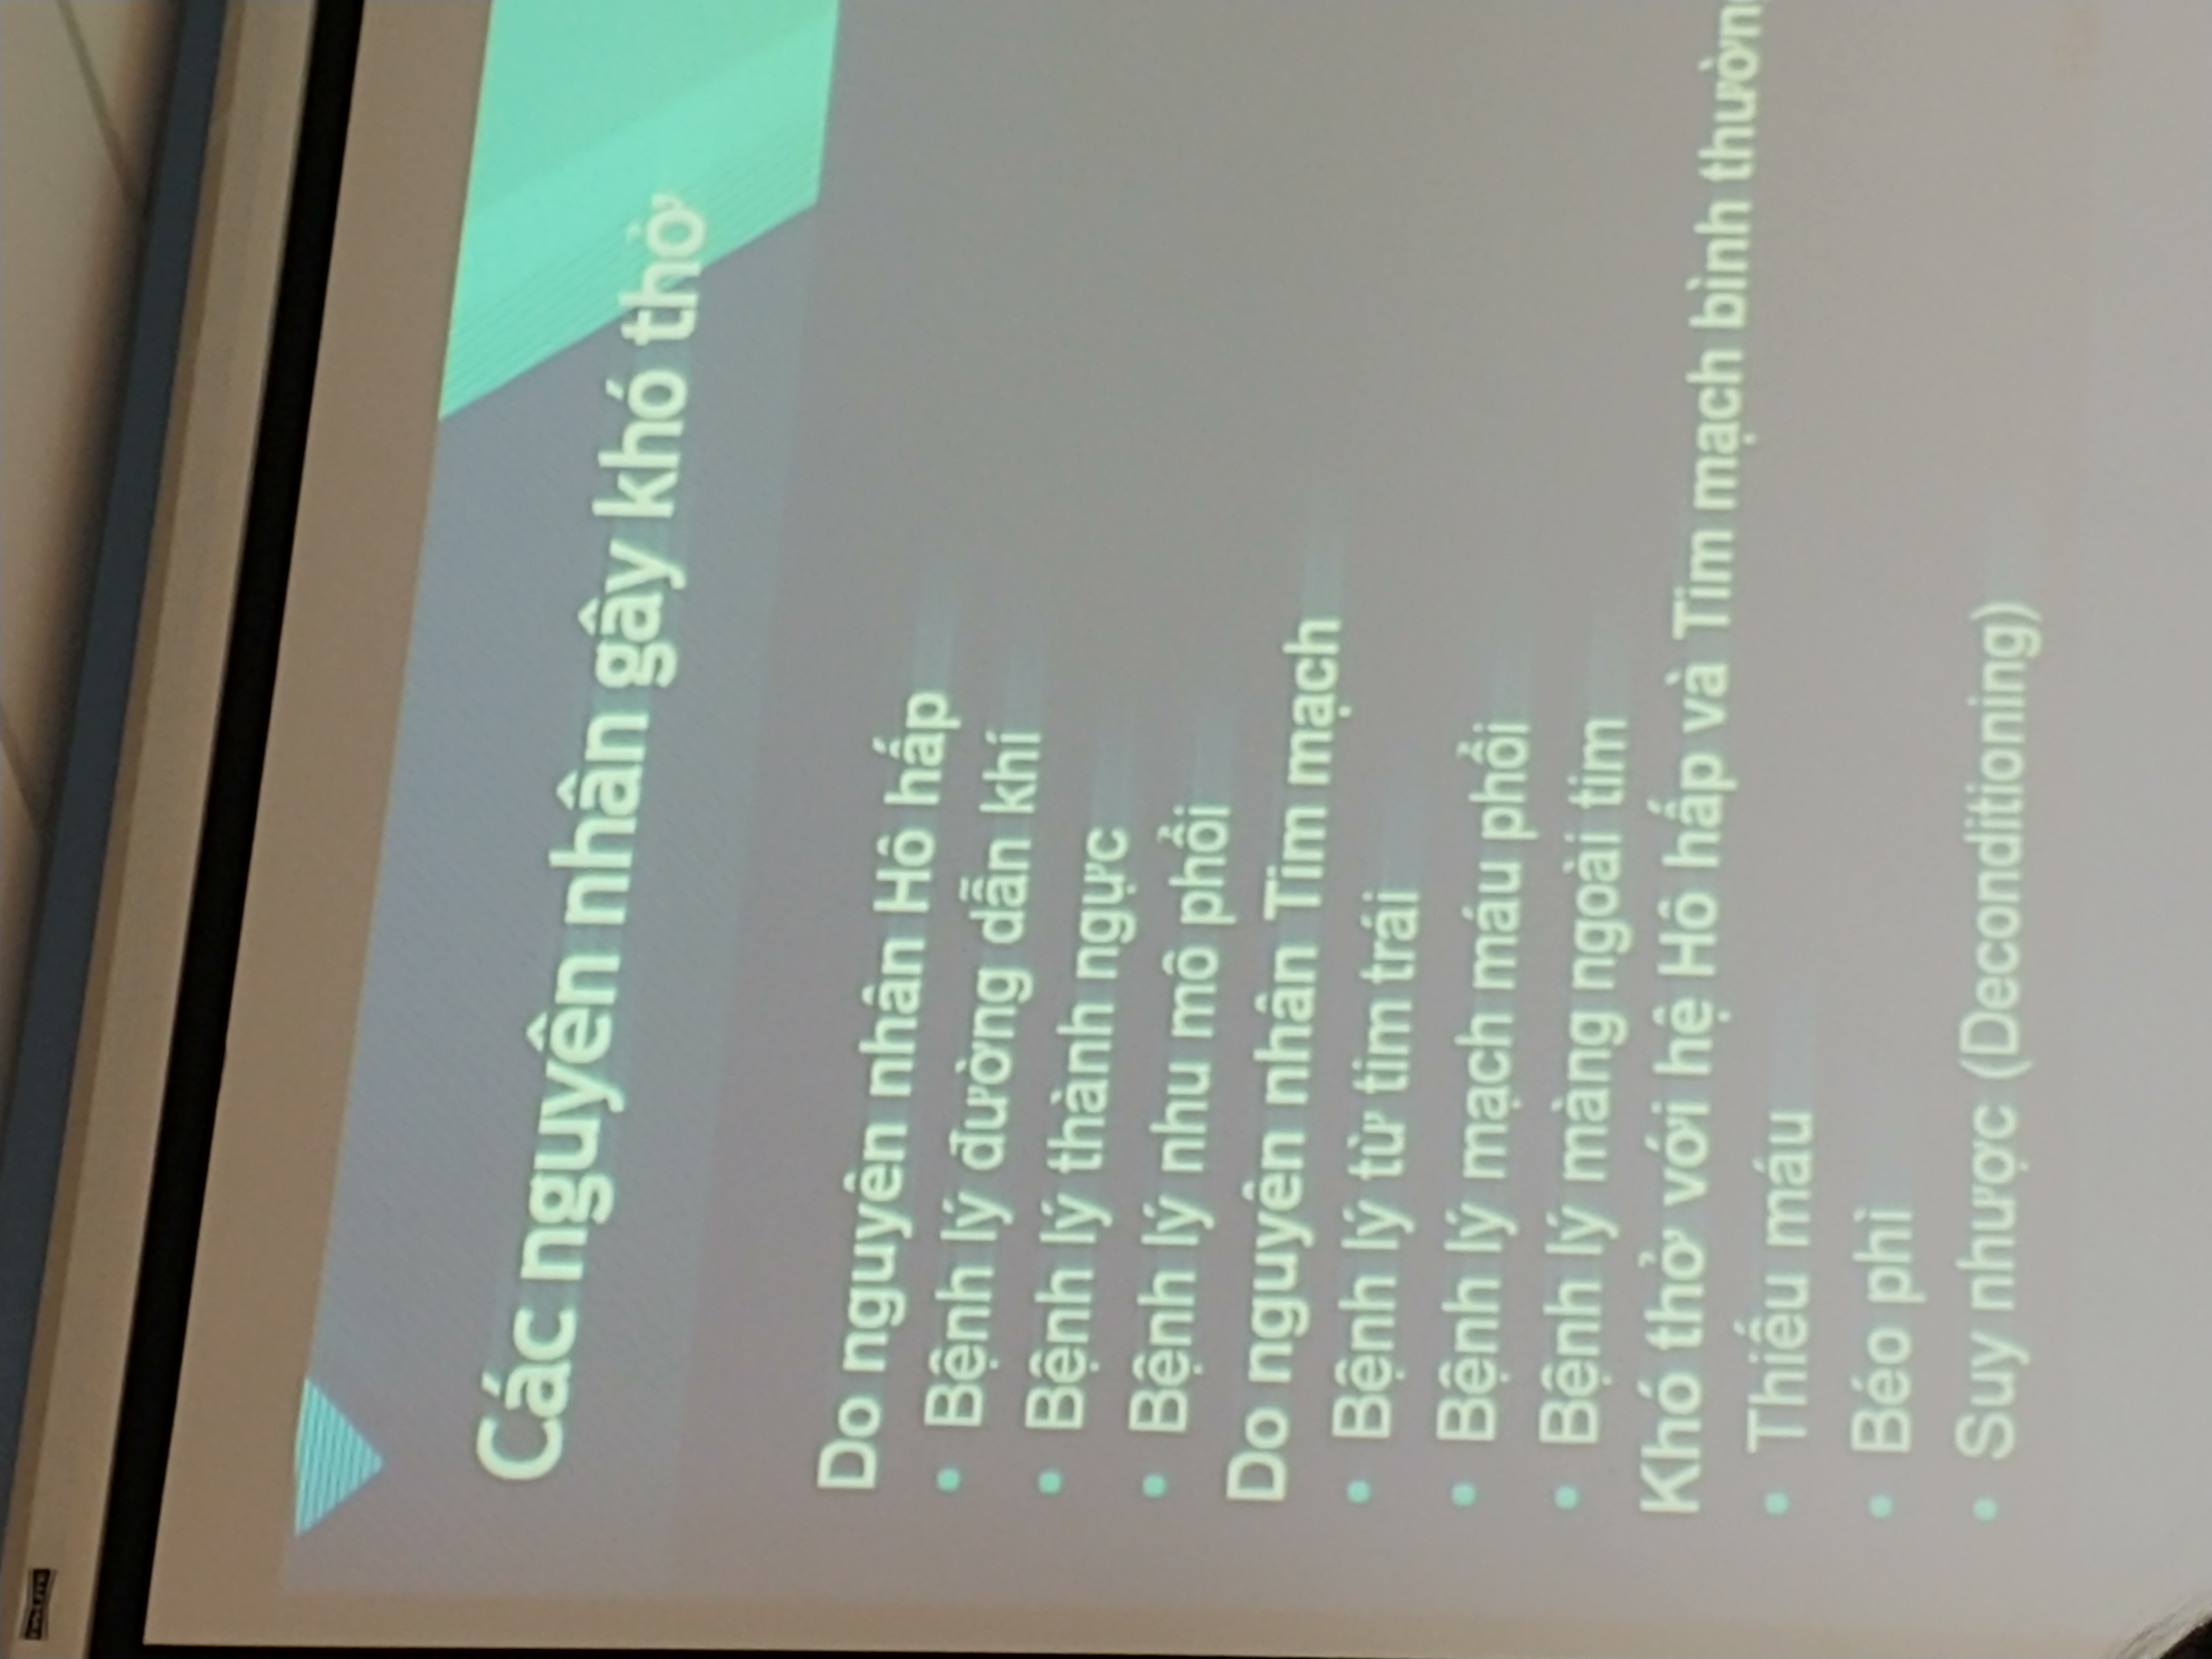 DA-LITE
Các nguyên nhân gây khó thở
Do nguyên nhân Hô hấp
• Bệnh lý đường dẫn khí
• Bệnh lý thành ngực
• Bệnh lý nhu mô phổi
Do nguyên nhân Tim mạch
• Bệnh lý từ tim trái
• Bệnh lý mạch máu phổi
• Bệnh lý màng ngoài tim
Khó thở với hệ Hô hấp và Tim mạch bình thường
• Thiếu máu
• Béo phì
• Suy nhược (Deconditioning)